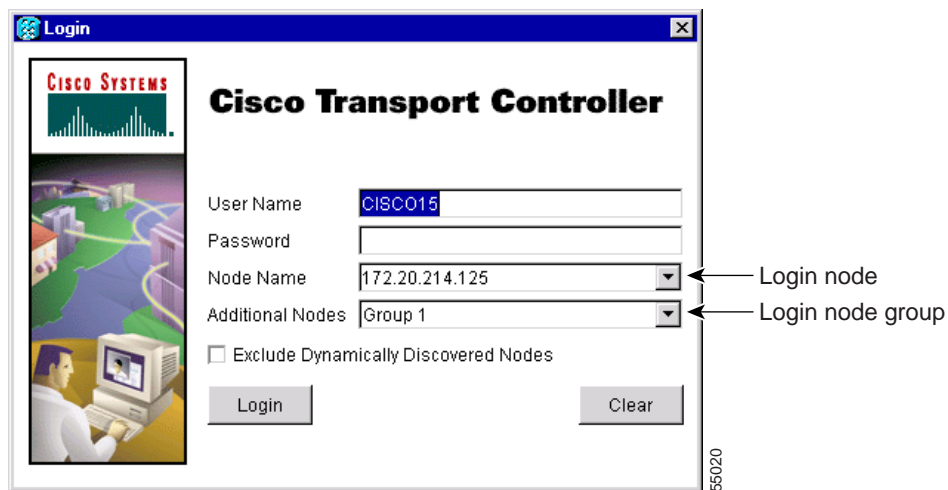 Login
CISCO SYSTEMS
Cisco Transport Controller
User Name CISCO15
Password
Node Name 172.20.214.125 Login node
Additional Nodes Group 1 Login node group
Exclude Dynamically Discovered Nodes
Login Clear
55020